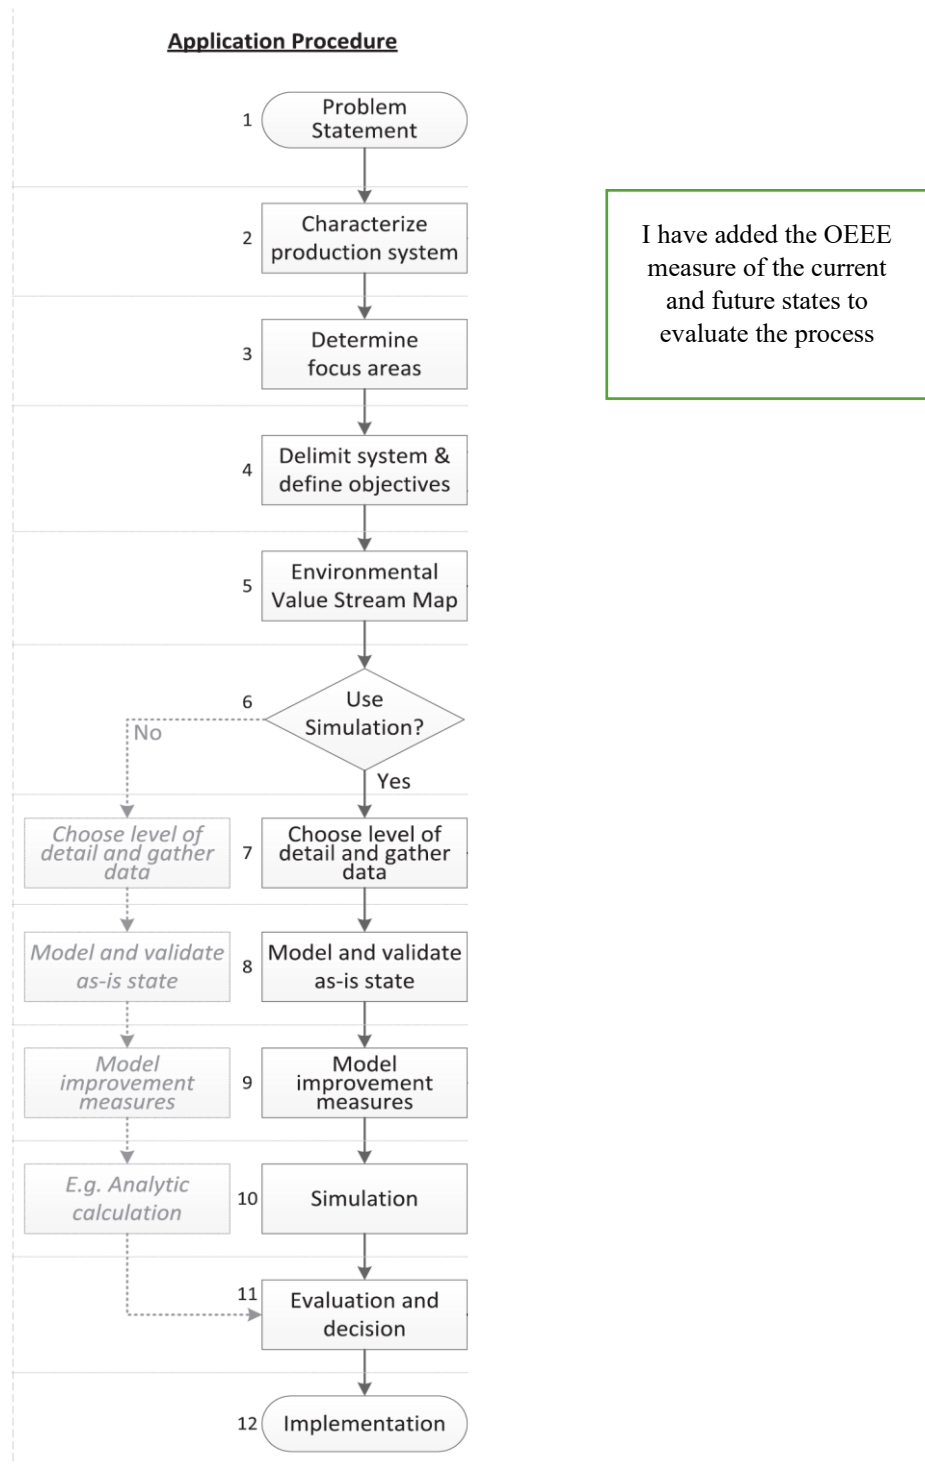 Application Procedure
1
Problem
Statement
2
Characterize
production system
3
Determine
focus areas
4
Delimit system &
define objectives
5
Environmental
Value Stream Map
6
Use
Simulation?
No
Yes
Choose level of
detail and gather
data
7
Choose level of
detail and gather
data
Model and validate
as-is state
8
Model and validate
as-is state
Model
improvement
measures
9
Model
improvement
measures
E.g. Analytic
calculation
10
Simulation
11
Evaluation and
decision
12
Implementation
I have added the OEEE
measure of the current
and future states to
evaluate the process